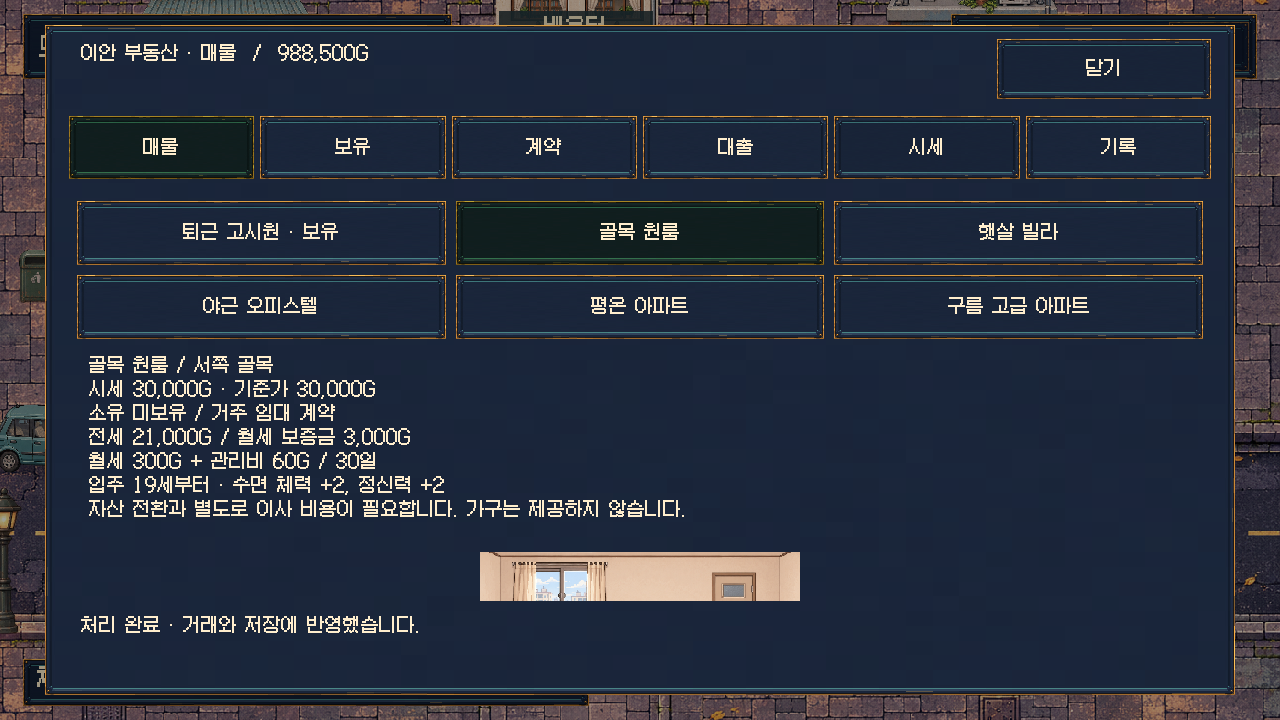 이안 부동산 · 매물 / 988,500G
닫기
매물
보유
계약
대출
시세
기록
퇴근 고시원 · 보유
골목 원룸
햇살 빌라
야근 오피스텔
평온 아파트
구름 고급 아파트
골목 원룸 / 서쪽 골목
시세 30,000G · 기준가 30,000G
소유 미보유 / 거주 임대 계약
전세 21,000G / 월세 보증금 3,000G
월세 300G + 관리비 60G / 30일
입주 19세부터 · 수면 체력 +2, 정신력 +2
자산 전환과 별도로 이사 비용이 필요합니다. 가구는 제공하지 않습니다.
처리 완료 · 거래와 저장에 반영했습니다.